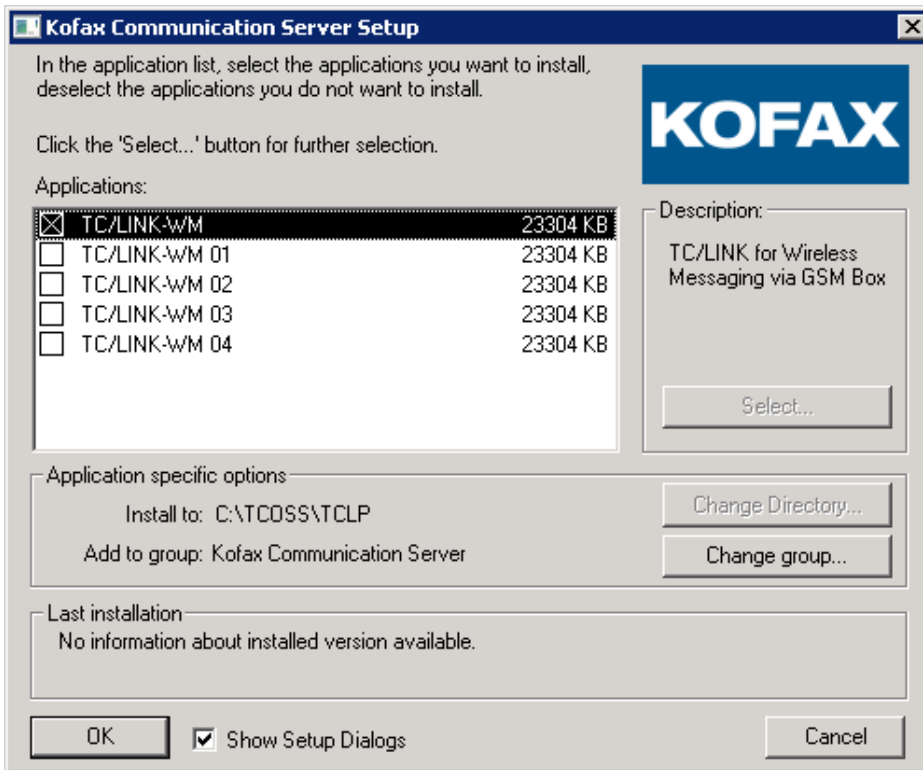 Kofax Communication Server Setup
In the application list, select the applications you want to install,
deselect the applications you do not want to install.
Click the 'Select...' button for further selection.
KOFAX
Applications:
TC/LINK-WM 23304 KB
TC/LINK-WM 01 23304 KB
TC/LINK-WM 02 23304 KB
TC/LINK-WM 03 23304 KB
TC/LINK-WM 04 23304 KB
Description:
TC/LINK for Wireless
Messaging via GSM Box
Select...
Application specific options
Install to: C:\TCOSS\TCLP
Change Directory...
Add to group: Kofax Communication Server
Change group...
Last installation
No information about installed version available.
OK
Show Setup Dialogs
Cancel